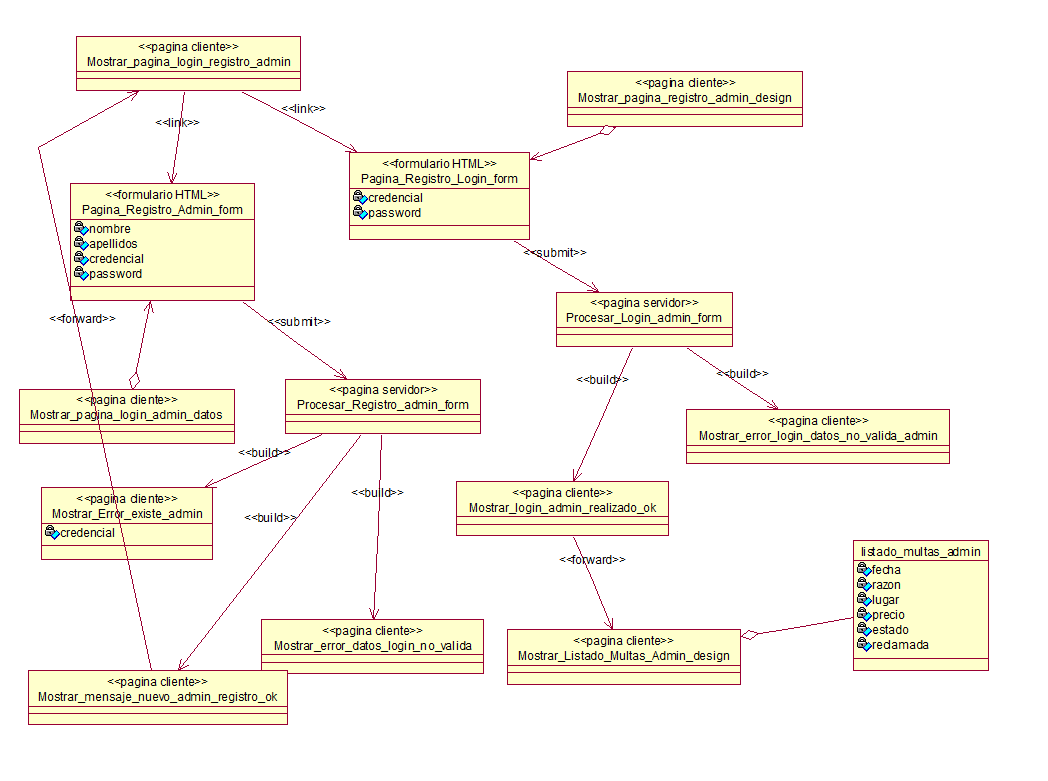 <<pagina cliente>>
Mostrar_pagina_login_registro_admin
<<pagina cliente>>
Mostrar_pagina_registro_admin_design
<<link>>
<<link>>
<<formulario HTML>>
Pagina_Registro_Login_form
credencial
password
<<formulario HTML>>
Pagina_Registro_Admin_form
nombre
apellidos
credencial
password
<<submit>>
<<pagina servidor>>
Procesar_Login_admin_form
<<forward>>
<<submit>>
<<build>>
<<build>>
<<pagina cliente>>
Mostrar_pagina_login_admin_datos
<<pagina servidor>>
Procesar_Registro_admin_form
<<pagina cliente>>
Mostrar_error_login_datos_no_valida_admin
<<build>>
<<build>>
<<build>>
<<pagina cliente>>
Mostrar_Error_existe_admin
credencial
<<pagina cliente>>
Mostrar_login_admin_realizado_ok
<<forward>>
listado_multas_admin
fecha
razon
lugar
precio
estado
reclamada
<<pagina cliente>>
Mostrar_error_datos_login_no_valida
<<pagina cliente>>
Mostrar_Listado_Multas_Admin_design
<<pagina cliente>>
Mostrar_mensaje_nuevo_admin_registro_ok